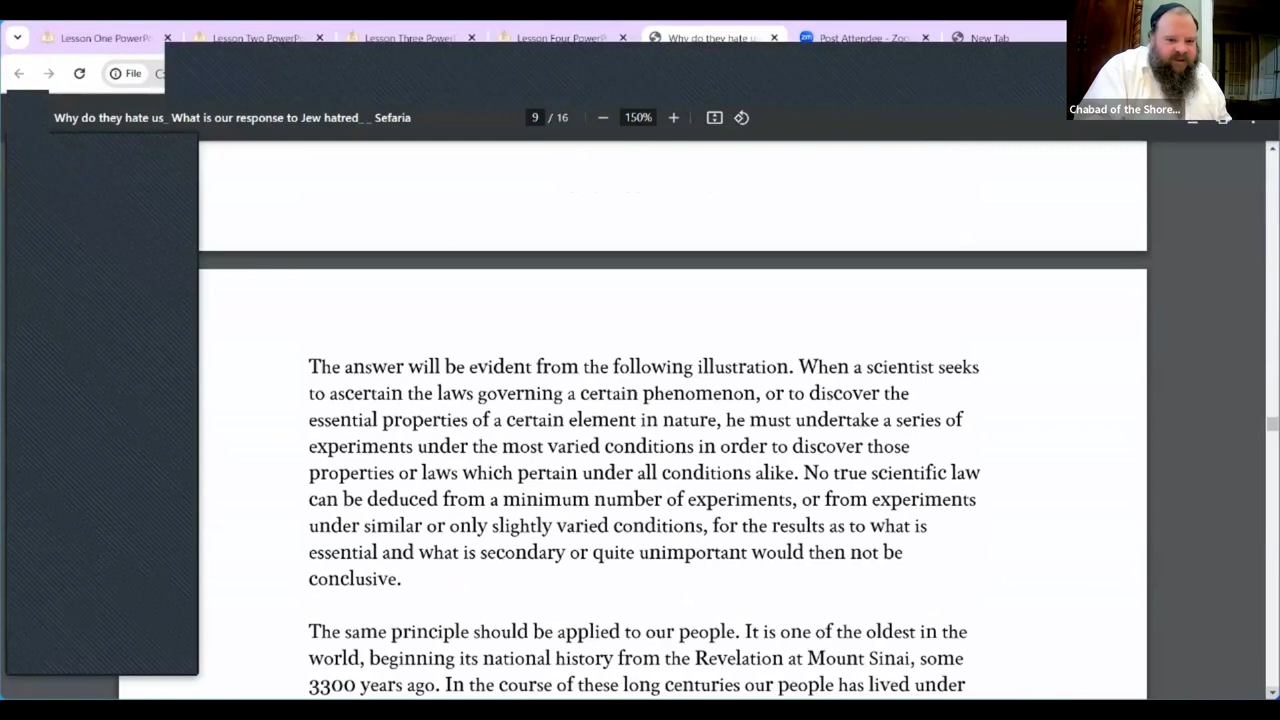 Lesson One PowerP
Lesson Two PowerP
Lesson Three PowerP
Lesson Four PowerP
Why do they hate u
zm
Post Attendee - Zoo
New Tab
File
Why do they hate us_ What is our response to Jew hatred_ _ Sefaria
9 / 16
150%
Chabad of the Shore...
The answer will be evident from the following illustration. When a scientist seeks
to ascertain the laws governing a certain phenomenon, or to discover the
essential properties of a certain element in nature, he must undertake a series of
experiments under the most varied conditions in order to discover those
properties or laws which pertain under all conditions alike. No true scientific law
can be deduced from a minimum number of experiments, or from experiments
under similar or only slightly varied conditions, for the results as to what is
essential and what is secondary or quite unimportant would then not be
conclusive.
The same principle should be applied to our people. It is one of the oldest in the
world, beginning its national history from the Revelation at Mount Sinai, some
3300 years ago. In the course of these long centuries our people has lived under